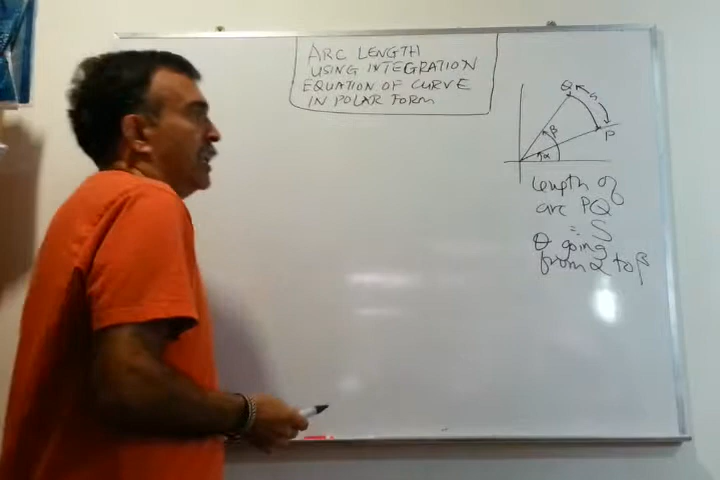 ARC LENGTH
USING INTEGRATION
EQUATION OF CURVE
IN POLAR FORM
Q
S
P
β
α
length of
arc PQ
= S
θ going
from α to β